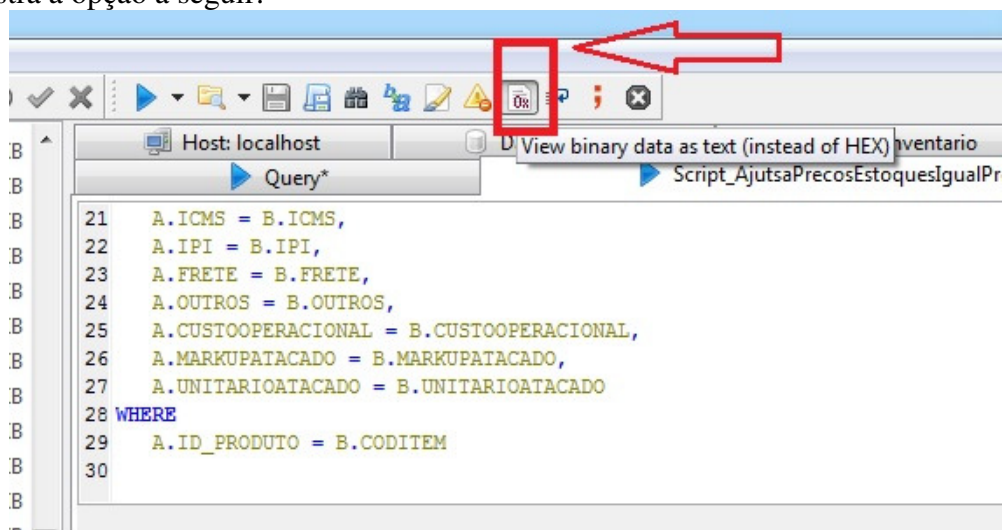 a opção a seguir:
Host: localhost
View binary data as text (instead of HEX)
Query*
21 A.ICMS = B.ICMS,
22 A.IPI = B.IPI,
23 A.FRETE = B.FRETE,
24 A.OUTROS = B.OUTROS,
25 A.CUSTOOPERACIONAL = B.CUSTOOPERACIONAL,
26 A.MARKUPATACADO = B.MARKUPATACADO,
27 A.UNITARIOATACADO = B.UNITARIOATACADO
28 WHERE
29 A.ID_PRODUTO = B.CODITEM
30